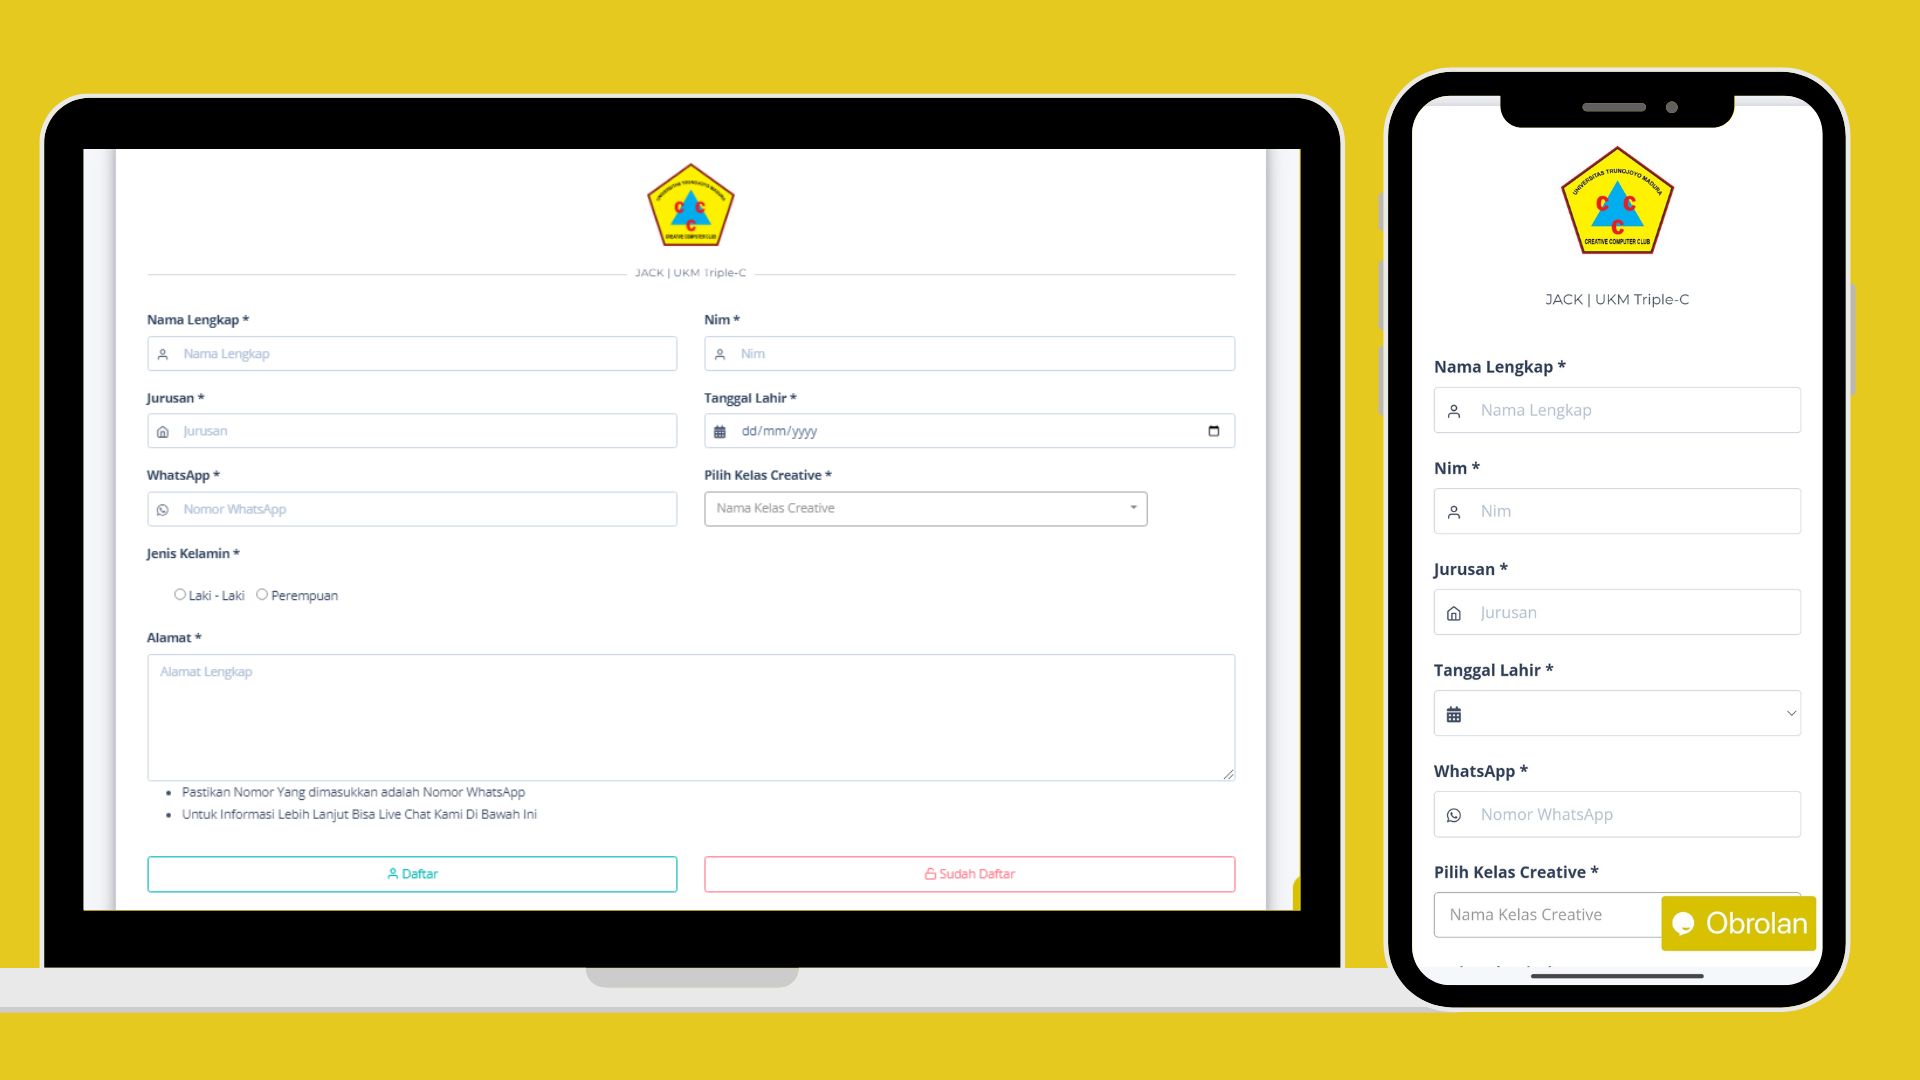 UNIVERSITAS TRUNOJOYO MADURA
C C
C
CREATIVE COMPUTER CLUB
JACK | UKM Triple-C
Nama Lengkap *
Nama Lengkap
Nim *
Nim
Jurusan *
Jurusan
Tanggal Lahir *
dd/mm/yyyy
WhatsApp *
Nomor WhatsApp
Pilih Kelas Creative *
Nama Kelas Creative
Jenis Kelamin *
Laki - Laki Perempuan
Alamat *
Alamat Lengkap
• Pastikan Nomor Yang dimasukkan adalah Nomor WhatsApp
• Untuk Informasi Lebih Lanjut Bisa Live Chat Kami Di Bawah Ini
Daftar
Sudah Daftar
UNIVERSITAS TRUNOJOYO MADURA
C C
C
CREATIVE COMPUTER CLUB
JACK | UKM Triple-C
Nama Lengkap *
Nama Lengkap
Nim *
Nim
Jurusan *
Jurusan
Tanggal Lahir *
WhatsApp *
Nomor WhatsApp
Pilih Kelas Creative *
Nama Kelas Creative
Obrolan